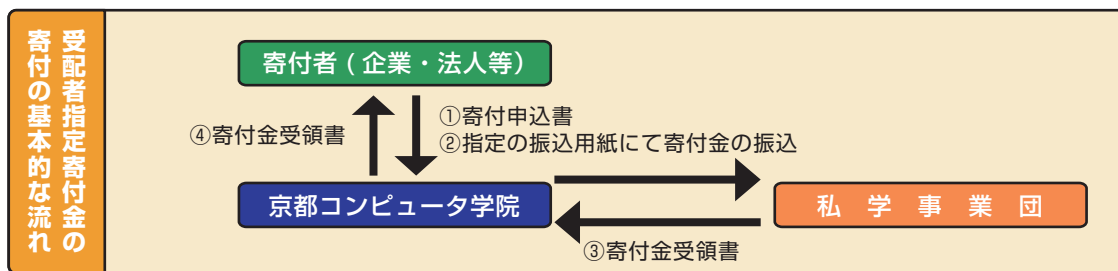 受配者指定寄付金の
寄付の基本的な流れ
寄付者（企業・法人等）
①寄付申込書
②指定の振込用紙にて寄付金の振込
④寄付金受領書
京都コンピュータ学院
私学事業団
③寄付金受領書